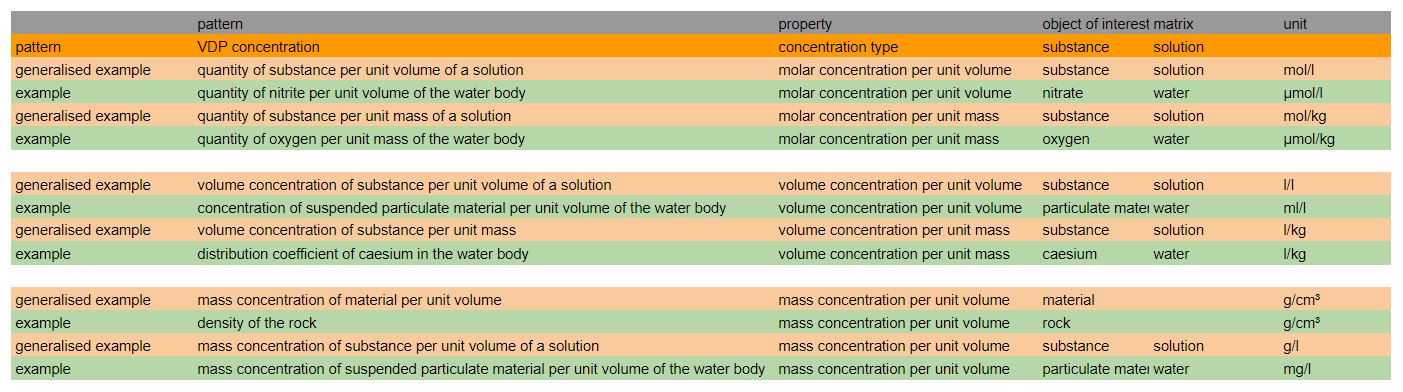 pattern property object of interest matrix unit
pattern VDP concentration concentration type substance solution
generalised example quantity of substance per unit volume of a solution molar concentration per unit volume substance solution mol/l
example quantity of nitrite per unit volume of the water body molar concentration per unit volume nitrate water µmol/l
generalised example quantity of substance per unit mass of a solution molar concentration per unit mass substance solution mol/kg
example quantity of oxygen per unit mass of the water body molar concentration per unit mass oxygen water µmol/kg
generalised example volume concentration of substance per unit volume of a solution volume concentration per unit volume substance solution l/l
example concentration of suspended particulate material per unit volume of the water body volume concentration per unit volume particulate mater water ml/l
generalised example volume concentration of substance per unit mass volume concentration per unit mass substance solution l/kg
example distribution coefficient of caesium in the water body volume concentration per unit mass caesium water l/kg
generalised example mass concentration of material per unit volume mass concentration per unit volume material g/cm³
example density of the rock mass concentration per unit volume rock g/cm³
generalised example mass concentration of substance per unit volume of a solution mass concentration per unit volume substance solution g/l
example mass concentration of suspended particulate material per unit volume of the water body mass concentration per unit volume particulate mater water mg/l